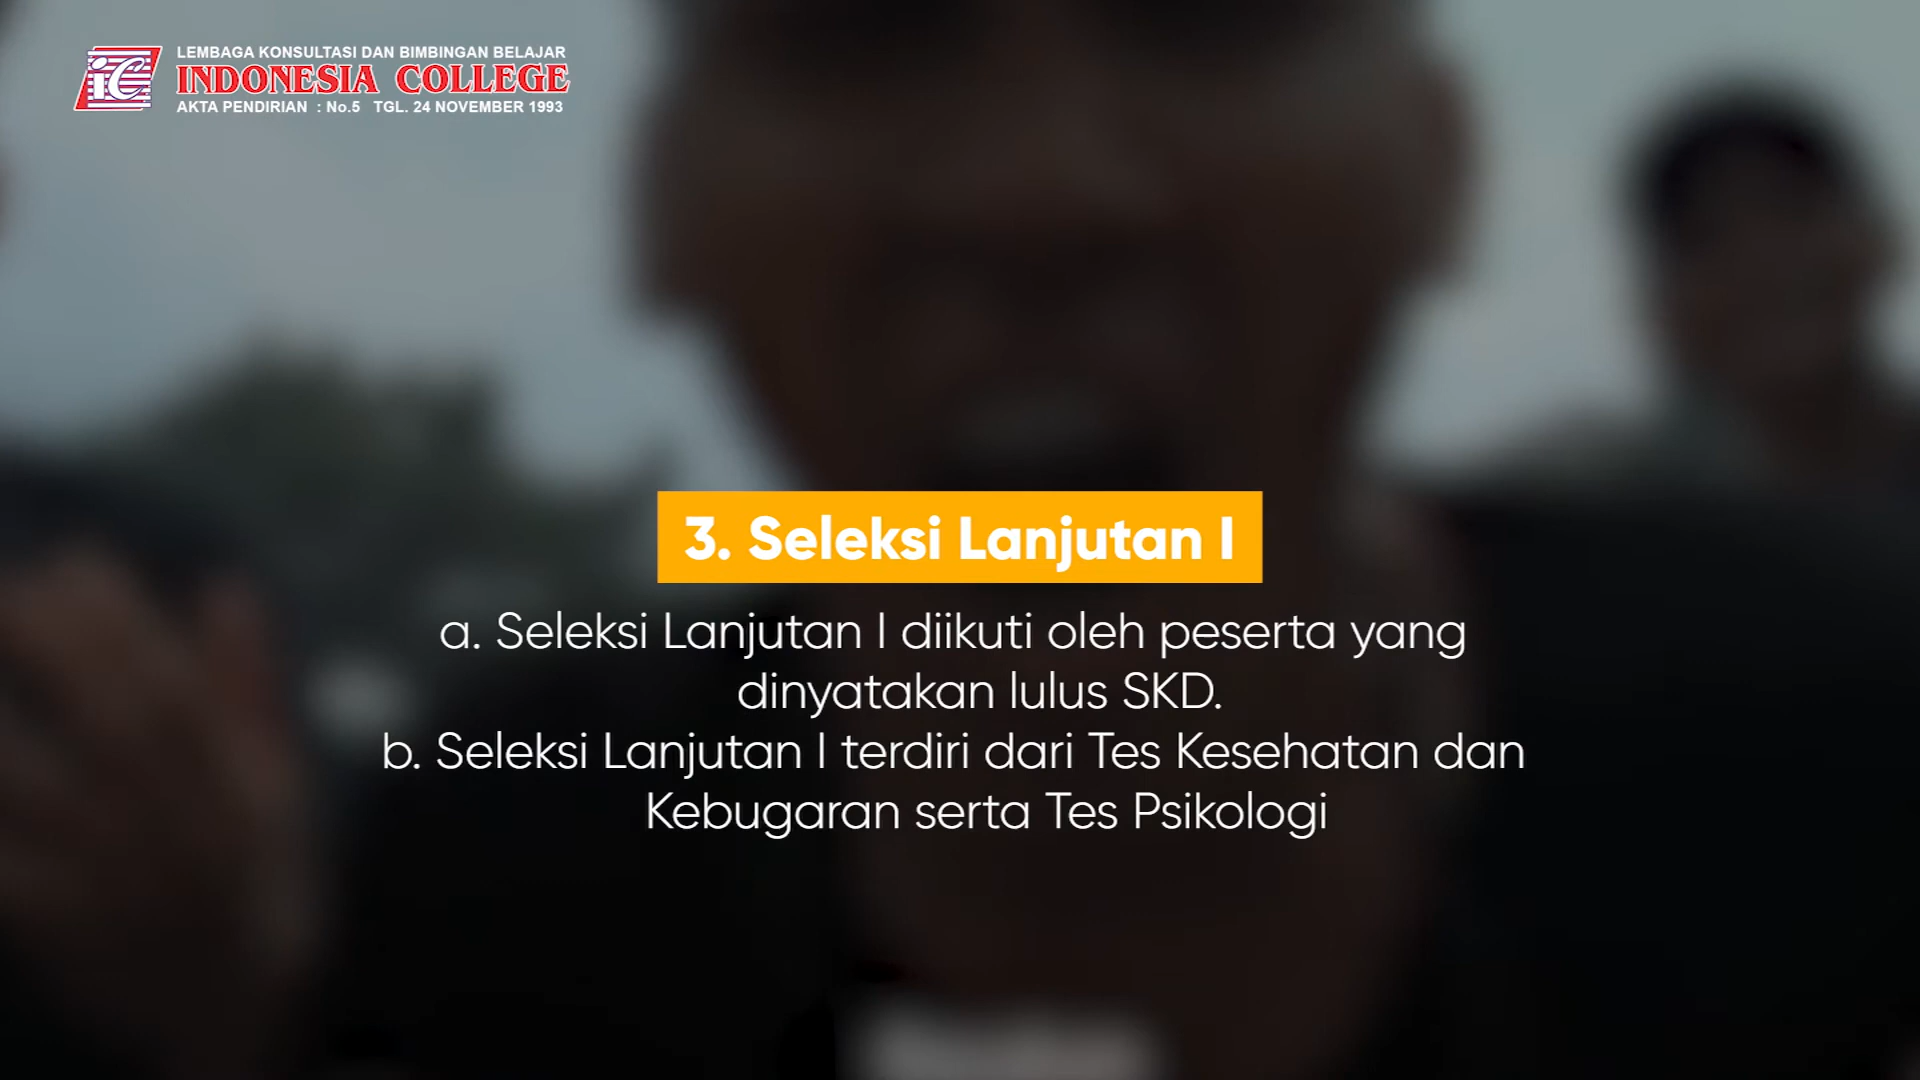 LEMBAGA KONSULTASI DAN BIMBINGAN BELAJAR
iC INDONESIA COLLEGE
AKTA PENDIRIAN : No.5 TGL. 24 NOVEMBER 1993
3. Seleksi Lanjutan I
a. Seleksi Lanjutan I diikuti oleh peserta yang
dinyatakan lulus SKD.
b. Seleksi Lanjutan I terdiri dari Tes Kesehatan dan
Kebugaran serta Tes Psikologi